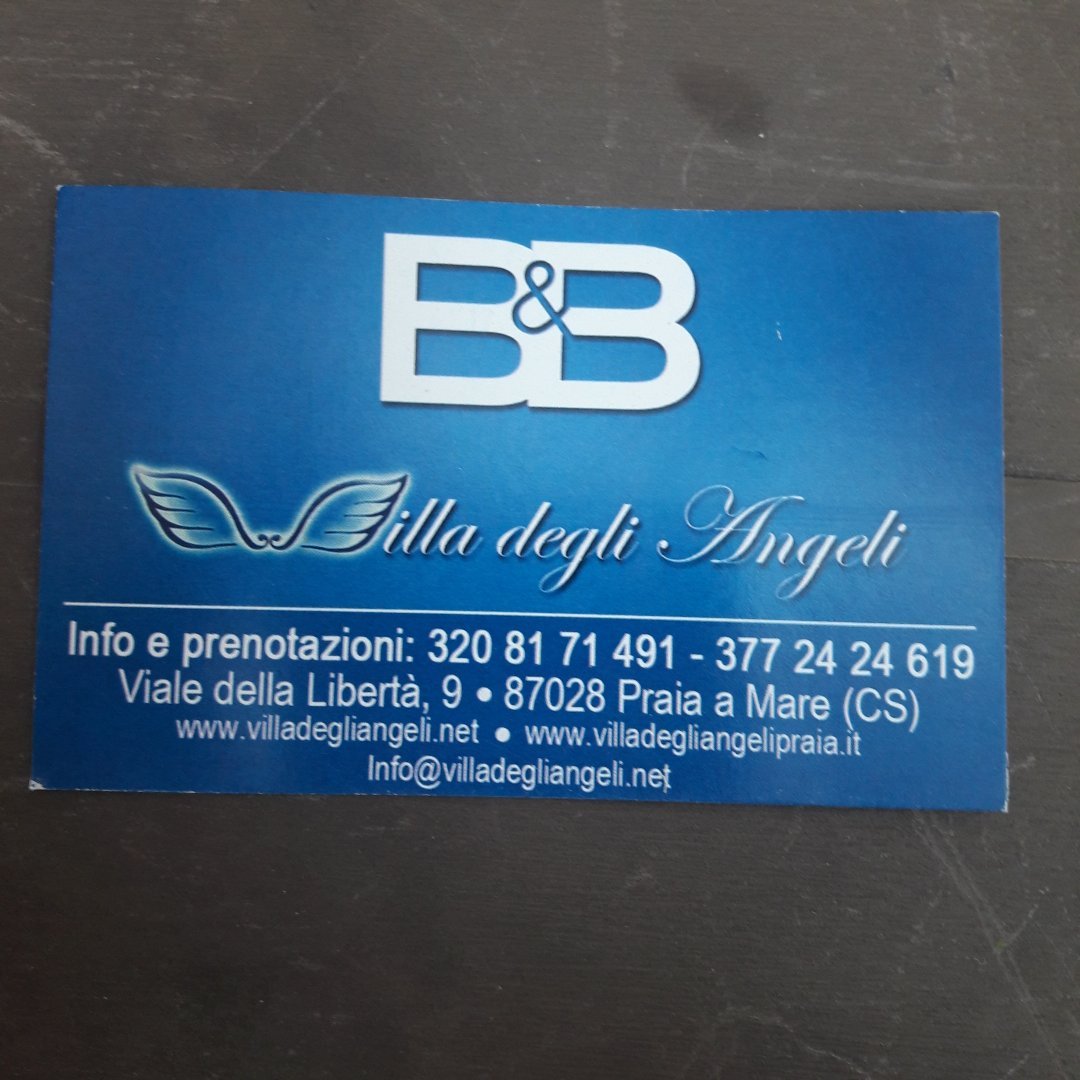 B&B
Villa degli Angeli
Info e prenotazioni: 320 81 71 491 - 377 24 24 619
Viale della Libertà, 9 • 87028 Praia a Mare (CS)
www.villadegliangeli.net • www.villadegliangelipraia.it
Info@villadegliangeli.net